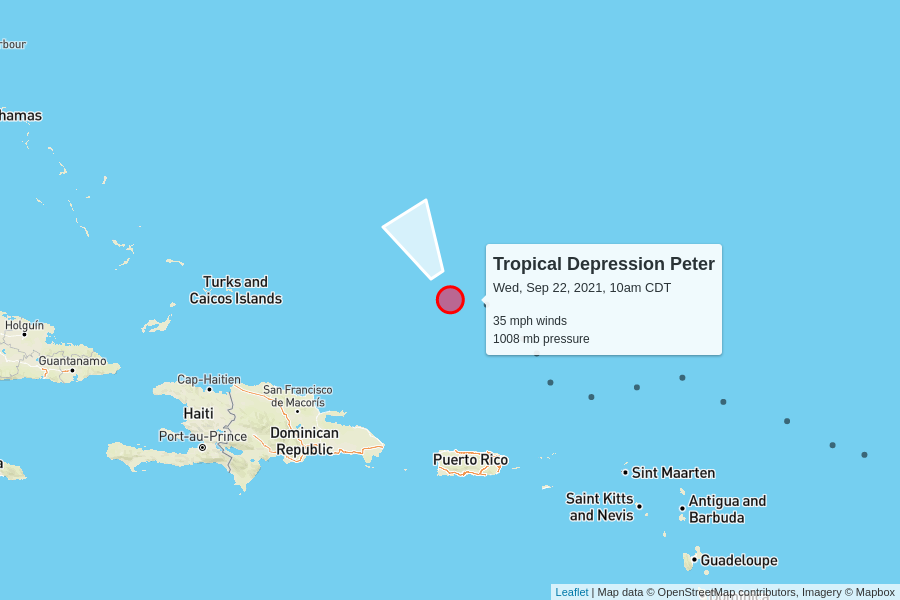 rbour
hamas
Turks and
Caicos Islands
Tropical Depression Peter
Wed, Sep 22, 2021, 10am CDT
35 mph winds
1008 mb pressure
Holguín
Guantanamo
Cap-Haïtien
San Francisco
de Macorís
Haiti
Port-au-Prince
Dominican
Republic
a
Puerto Rico
Sint Maarten
Saint Kitts
and Nevis
Antigua and
Barbuda
Guadeloupe
Dominica
Leaflet | Map data © OpenStreetMap contributors, Imagery © Mapbox